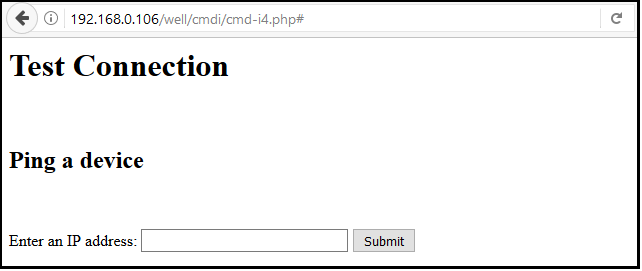 192.168.0.106/well/cmdi/cmd-i4.php#
Test Connection
Ping a device
Enter an IP address: Submit